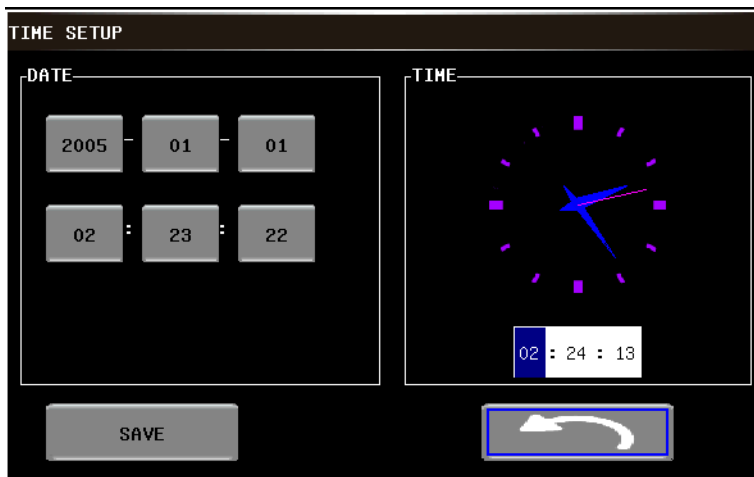 TIME SETUP
DATE
2005 - 01 - 01
02 : 23 : 22
TIME
02 : 24 : 13
SAVE